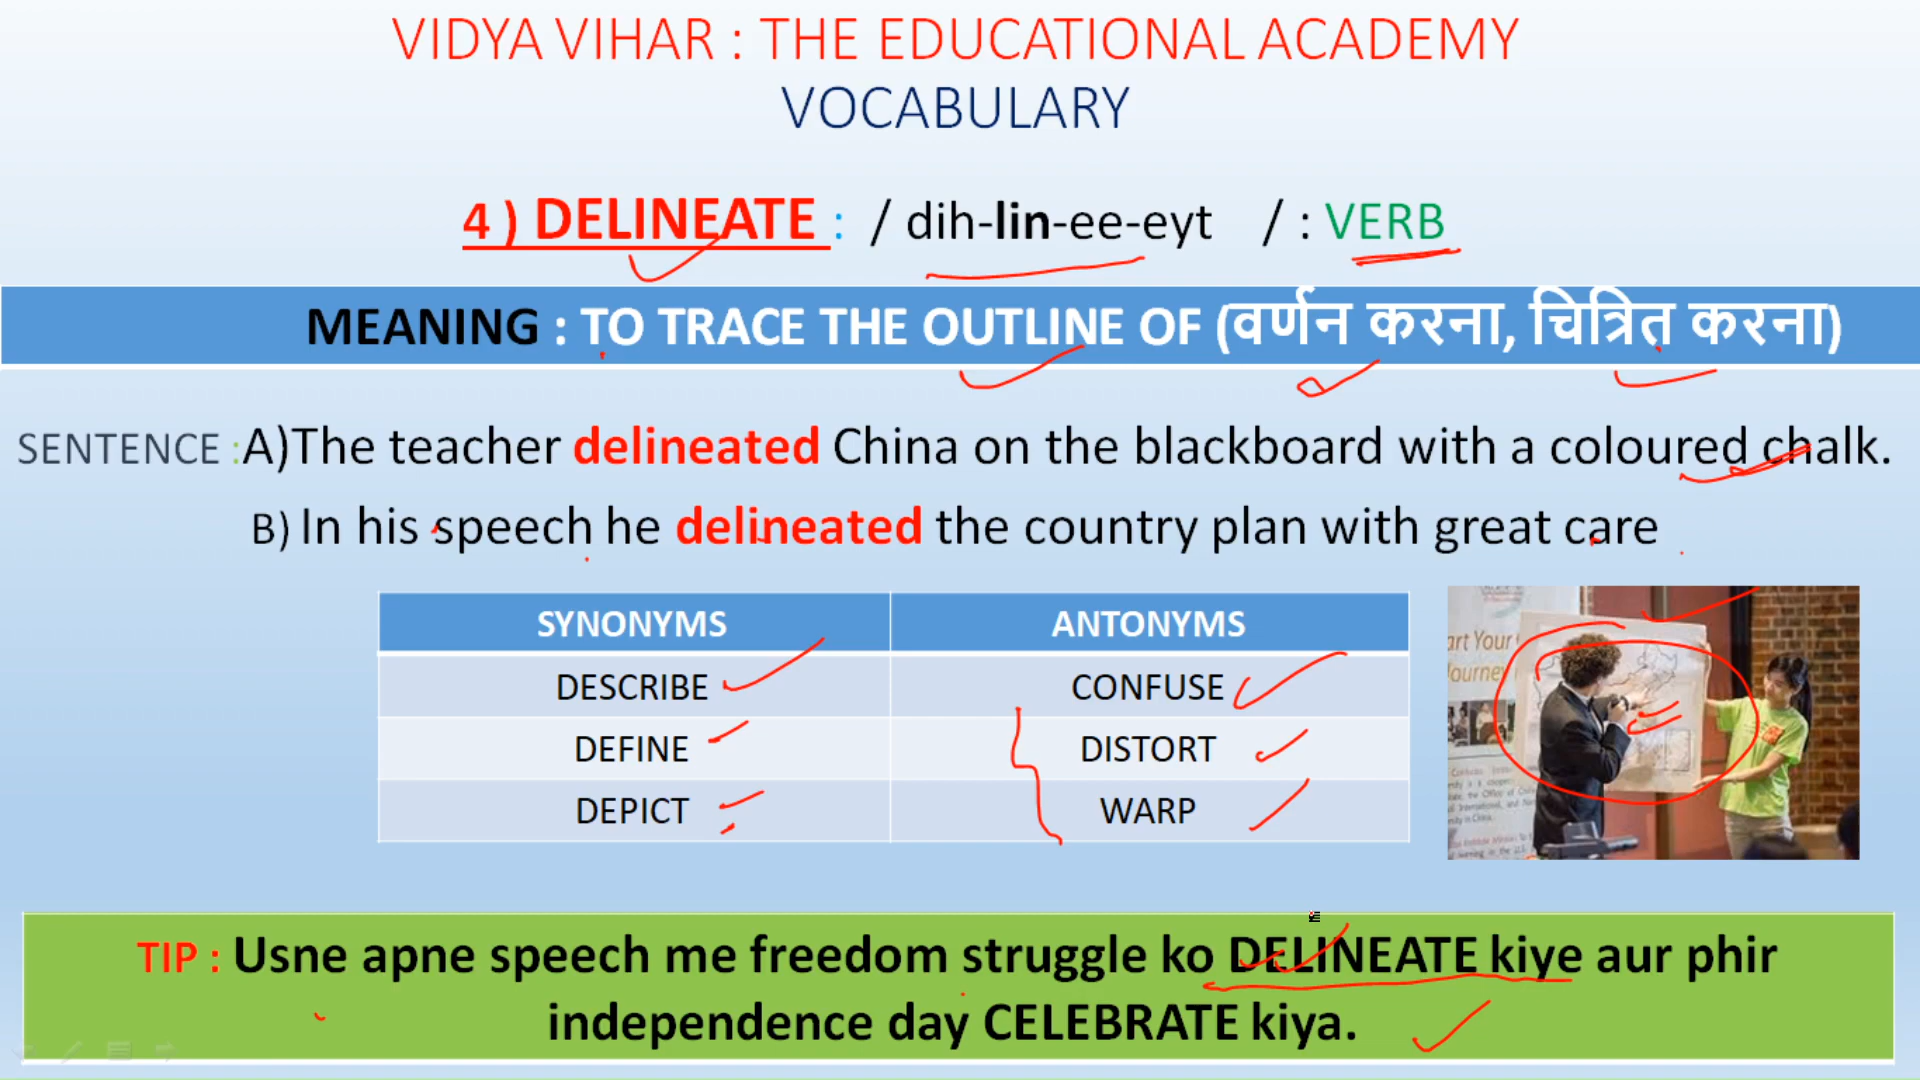 VIDYA VIHAR : THE EDUCATIONAL ACADEMY
VOCABULARY
4 ) DELINEATE : / dih-lin-ee-eyt / : VERB
MEANING : TO TRACE THE OUTLINE OF (वर्णन करना, चित्रित करना)
SENTENCE :A)The teacher delineated China on the blackboard with a coloured chalk.
B) In his speech he delineated the country plan with great care
SYNONYMS ANTONYMS
DESCRIBE CONFUSE
DEFINE DISTORT
DEPICT WARP
art Your
Journey
TIP : Usne apne speech me freedom struggle ko DELINEATE kiye aur phir
independence day CELEBRATE kiya.